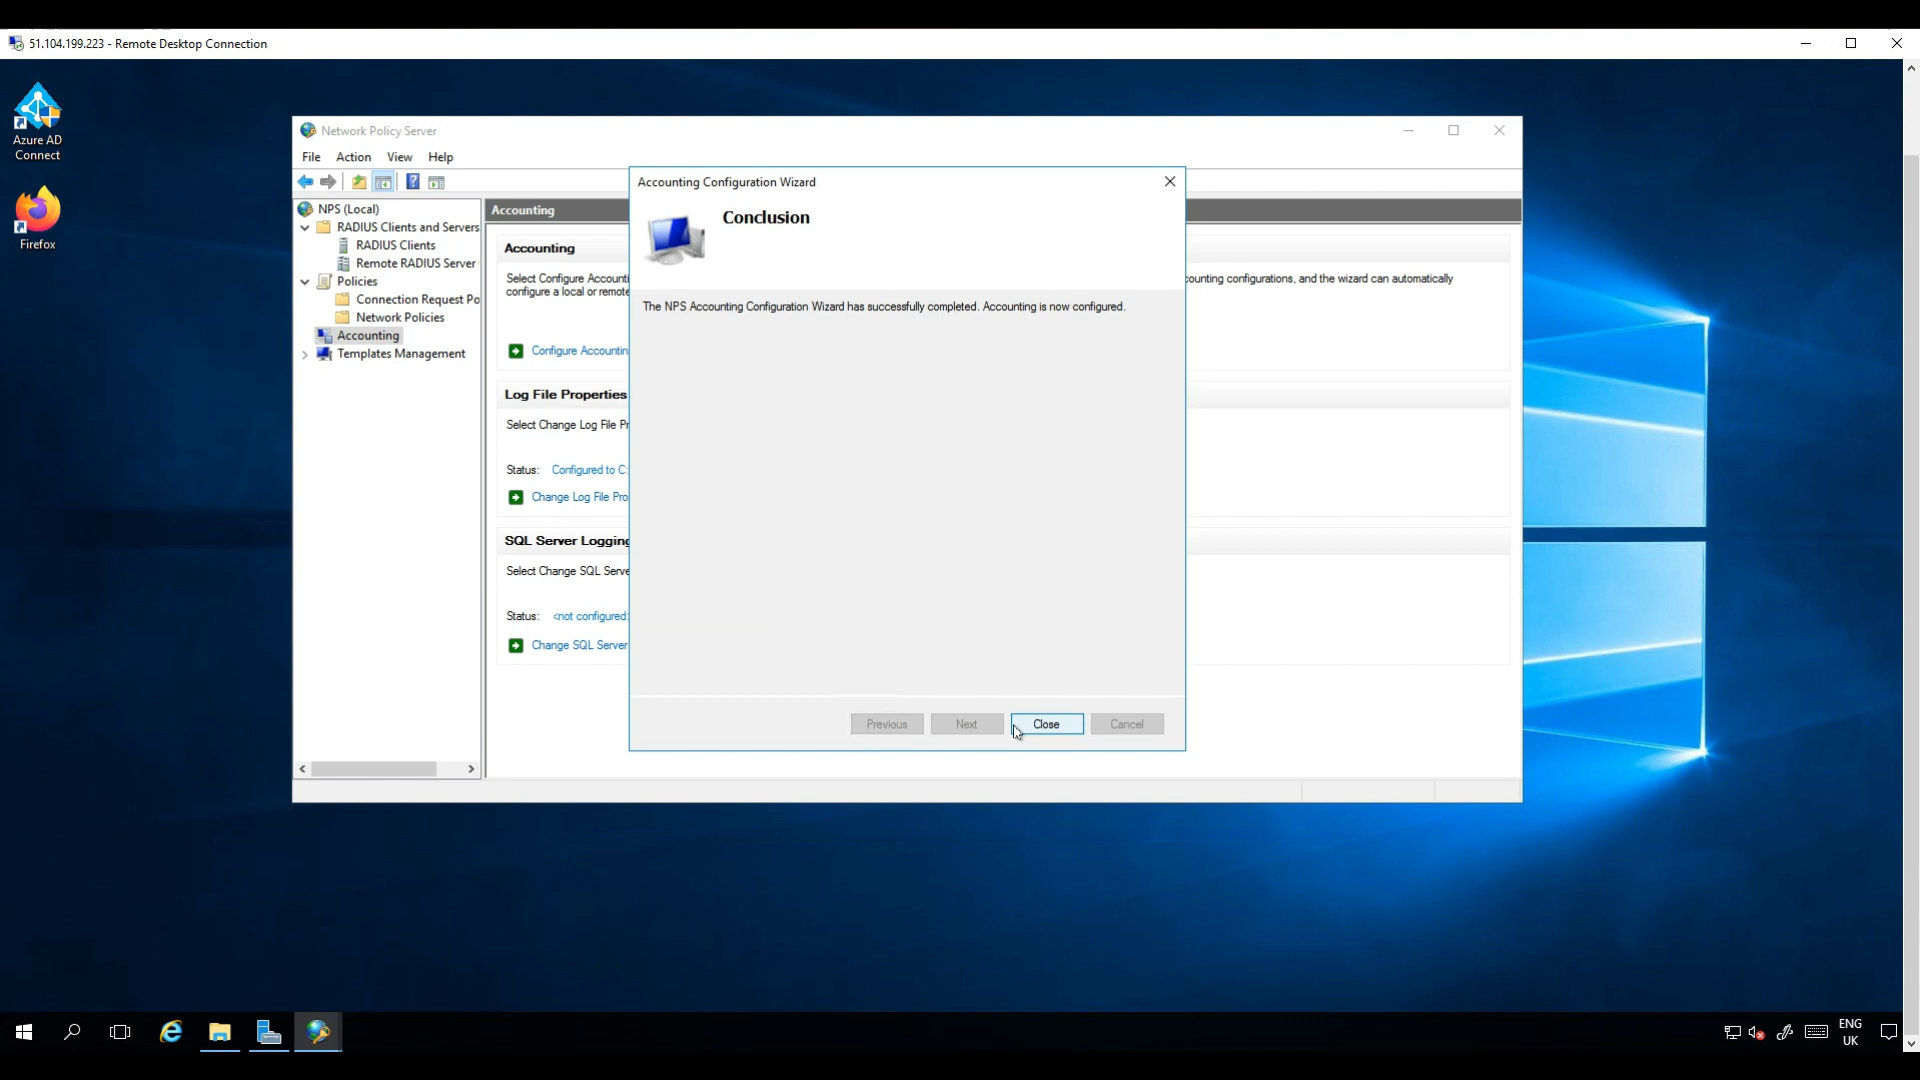 51.104.199.223 - Remote Desktop Connection
Azure AD
Connect
Firefox
Network Policy Server
File Action View Help
NPS (Local)
RADIUS Clients and Servers
RADIUS Clients
Remote RADIUS Server
Policies
Connection Request Po
Network Policies
Accounting
Templates Management
Accounting
Accounting
Select Configure Accounti
configure a local or remote
counting configurations, and the wizard can automatically
Configure Accountin
Log File Properties
Select Change Log File Pr
Status: Configured to C:
Change Log File Pro
SQL Server Logging
Select Change SQL Serve
Status: <not configured
Change SQL Server
Accounting Configuration Wizard
Conclusion
The NPS Accounting Configuration Wizard has successfully completed. Accounting is now configured.
Previous Next Close Cancel
ENG
UK